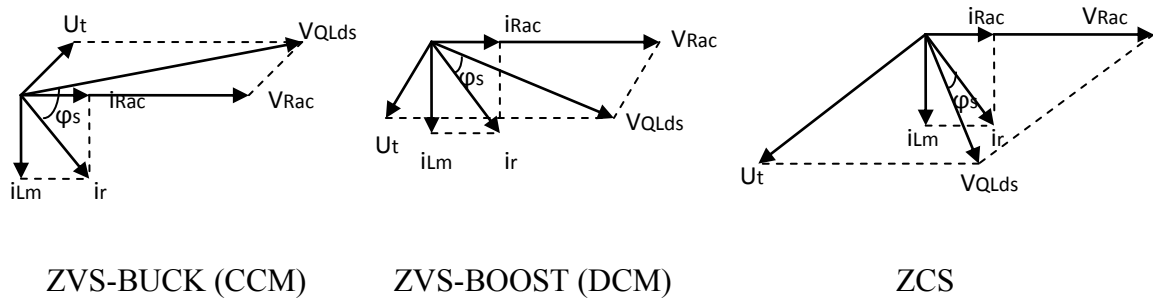 Ut
VQLds
iRac
VRac
φs
iLm
ir
iRac
VRac
φs
VQLds
Ut
iLm
ir
iRac
VRac
φs
iLm
ir
Ut
VQLds
ZVS-BUCK (CCM)
ZVS-BOOST (DCM)
ZCS